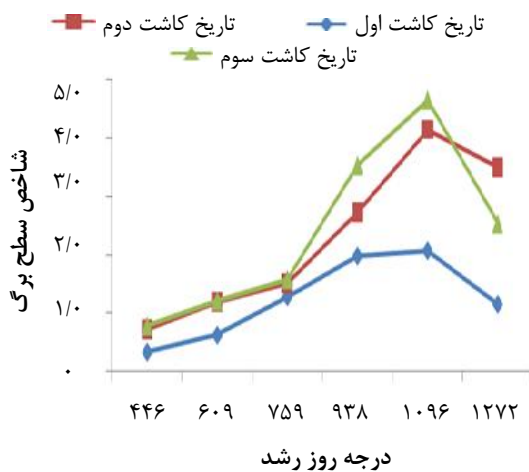 تاریخ کاشت اول تاریخ کاشت دوم
تاریخ کاشت سوم
شاخص سطح برگ
۵/۰
۴/۰
۳/۰
۲/۰
۱/۰
۰
۴۴۶ ۶۰۹ ۷۵۹ ۹۳۸ ۱۰۹۶ ۱۲۷۲
درجه روز رشد